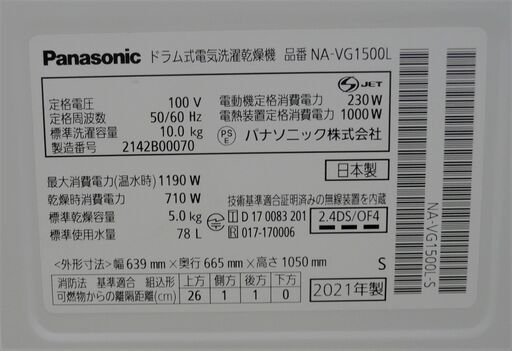 Panasonic ドラム式電気洗濯乾燥機 品番 NA-VG1500L
定格電圧 100 V
定格周波数 50/60 Hz
標準洗濯容量 10.0 kg
製造番号 2142B00070
S JET
電動機定格消費電力 230 W
電熱装置定格消費電力 1000 W
PS E パナソニック株式会社
日本製
最大消費電力(温水時) 1190 W
乾燥時消費電力 710 W
標準乾燥容量 5.0 kg
標準使用水量 78 L
技術基準適合証明済みの無線装置を内蔵
I D 17 0083 201
R 017-170006
2.4DS/OF4
<外形寸法> 幅 639 mm × 奥行 665 mm × 高さ 1050 mm
S
消防法 基準適合 組込形 上方 側方 後方 下方
可燃物からの離隔距離(cm) 26 1 1 0
2021年製
NA-VG1500L-S